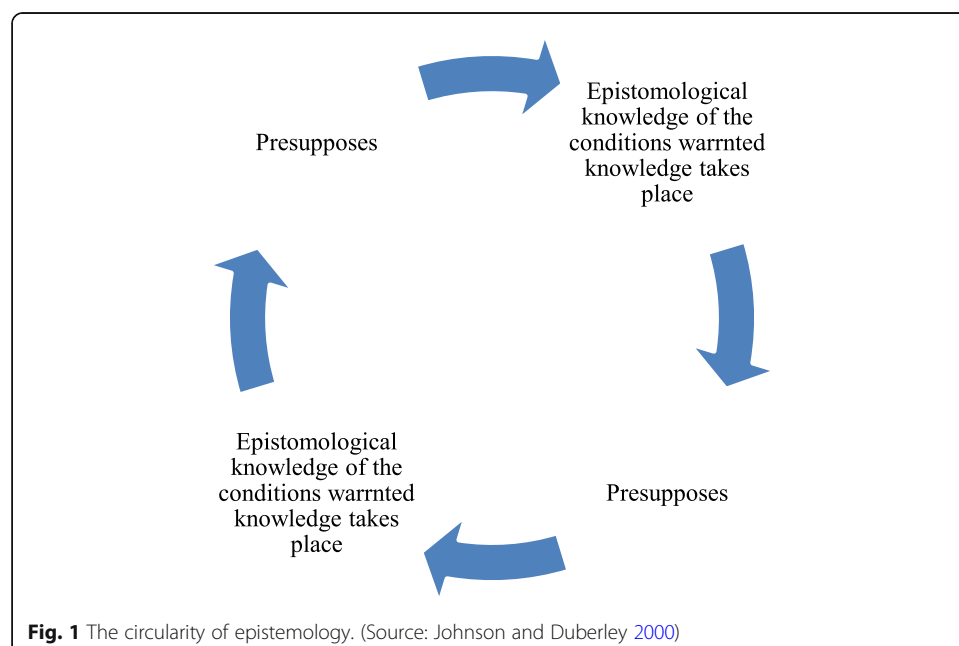 Presupposes
Epistomological
knowledge of the
conditions warrnted
knowledge takes
place
Presupposes
Epistomological
knowledge of the
conditions warrnted
knowledge takes
place
Fig. 1 The circularity of epistemology. (Source: Johnson and Duberley 2000)